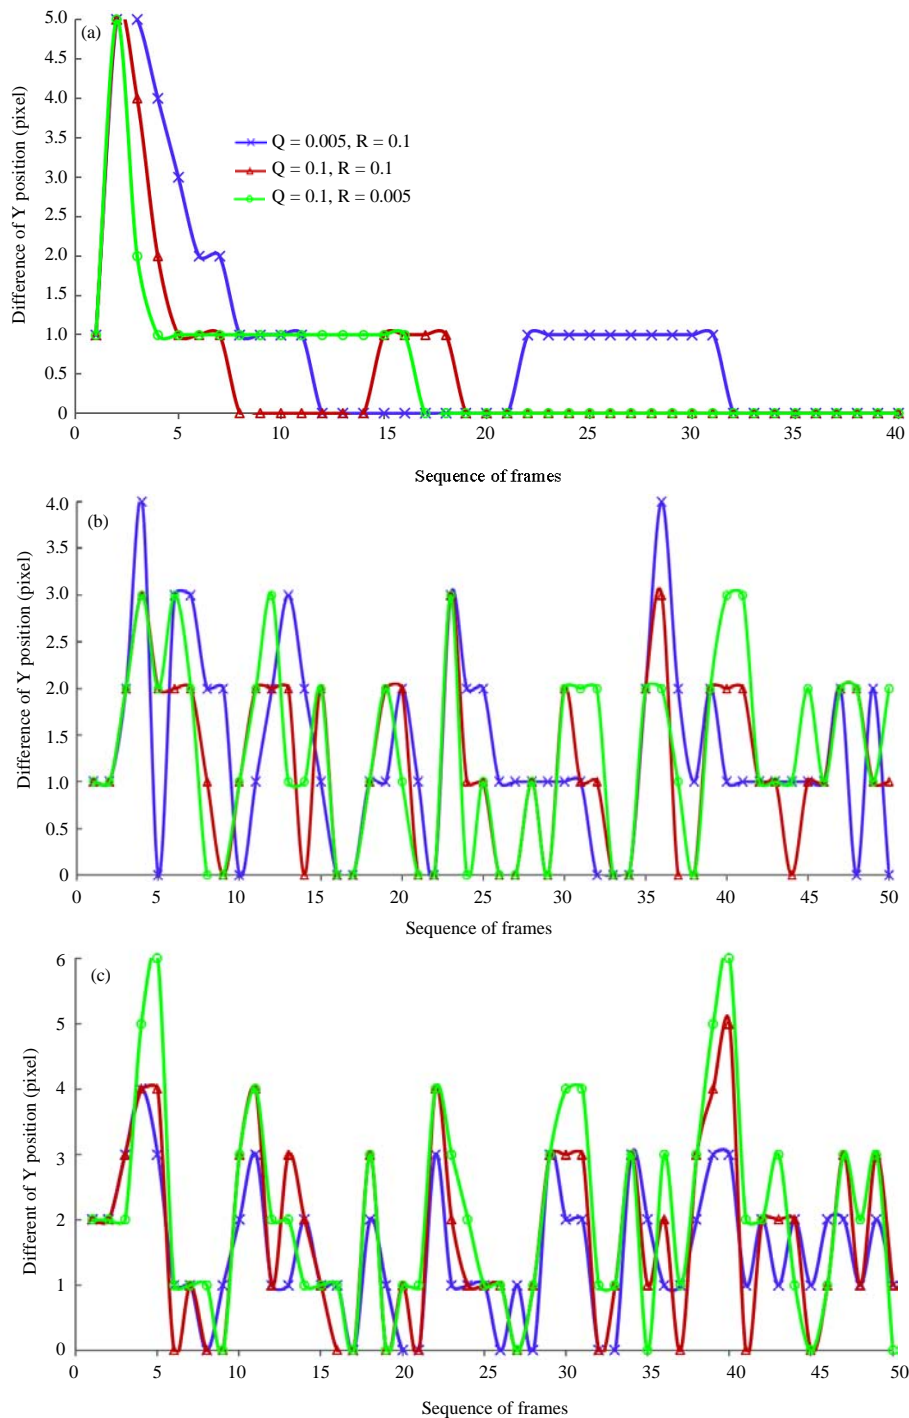 (a)
Difference of Y position (pixel)
5.0
4.5
4.0
3.5
3.0
2.5
2.0
1.5
1.0
0.5
0
Q = 0.005, R = 0.1
Q = 0.1, R = 0.1
Q = 0.1, R = 0.005
0 5 10 15 20 25 30 35 40
Sequence of frames
(b)
Difference of Y position (pixel)
4.0
3.5
3.0
2.5
2.0
1.5
1.0
0.5
0
0 5 10 15 20 25 30 35 40 45 50
Sequence of frames
(c)
Different of Y position (pixel)
6
5
4
3
2
1
0
0 5 10 15 20 25 30 35 40 45 50
Sequence of frames